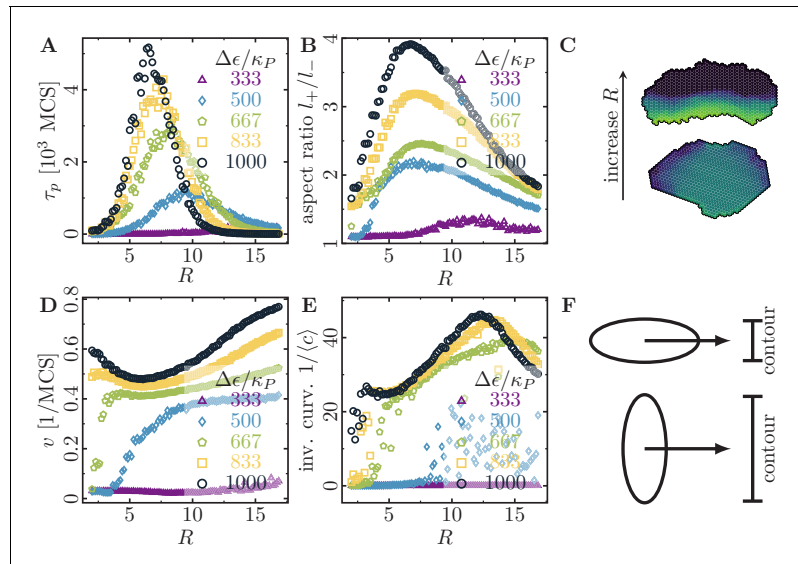 A
τp [10³ MCS]
4
2
0
5
10
15
R
Δϵ/κP
333
500
667
833
1000
B
aspect ratio l+/l−
4
3
2
1
5
10
15
R
Δϵ/κP
333
500
667
833
1000
C
increase R
D
v [1/MCS]
0.8
0.6
0.4
0.2
0
5
10
15
R
Δϵ/κP
333
500
667
833
1000
E
inv. curv. 1/⟨c⟩
40
20
0
5
10
15
R
Δϵ/κP
333
500
667
833
1000
F
contour
contour